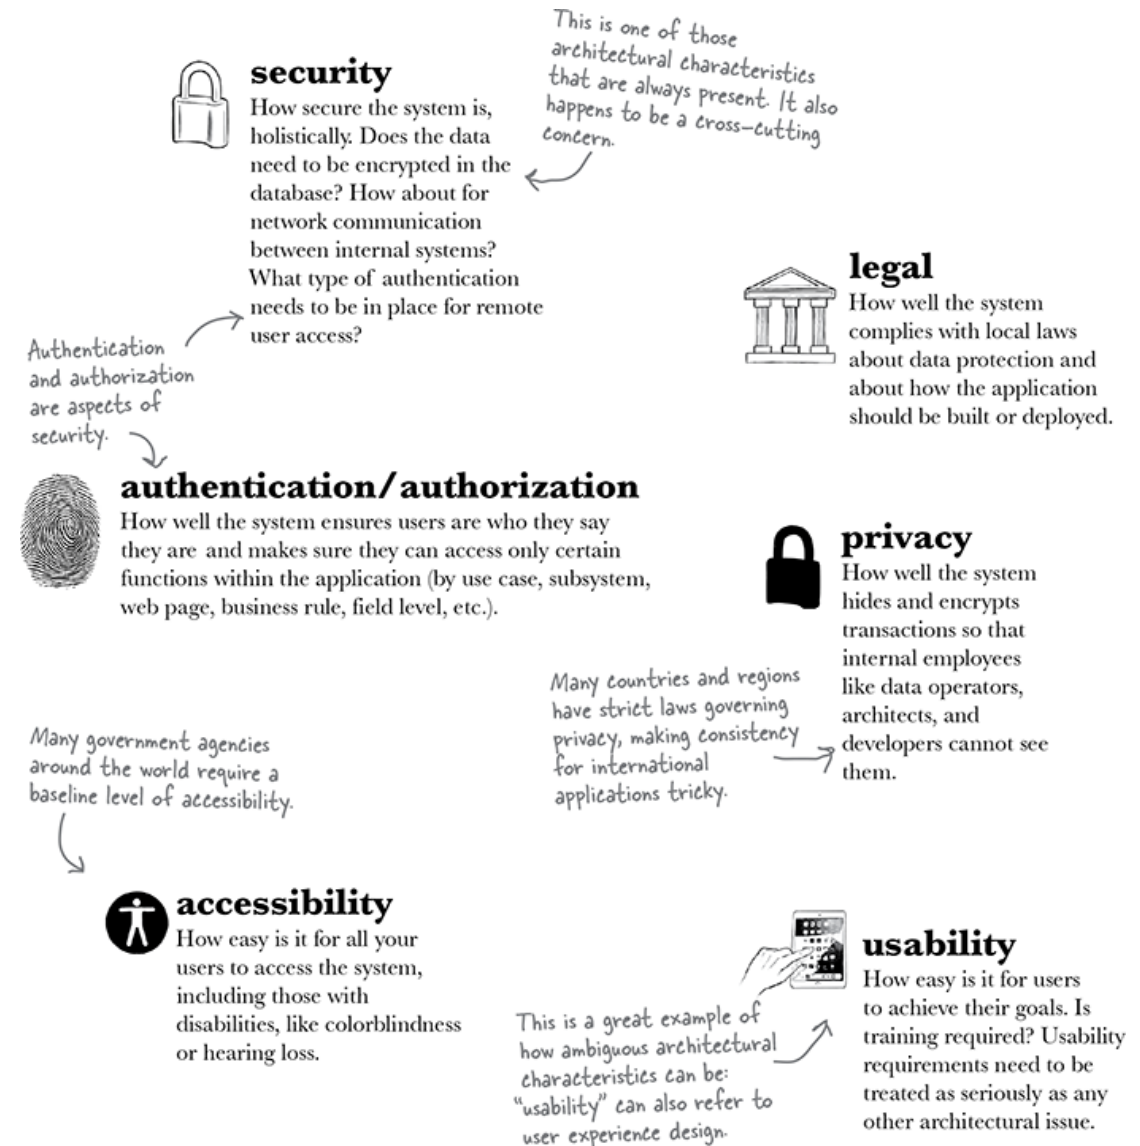 This is one of those
architectural characteristics
that are always present. It also
happens to be a cross-cutting
concern.
security
How secure the system is,
holistically. Does the data
need to be encrypted in the
database? How about for
network communication
between internal systems?
What type of authentication
needs to be in place for remote
user access?
legal
How well the system
complies with local laws
about data protection and
about how the application
should be built or deployed.
Authentication
and authorization
are aspects of
security.
authentication/authorization
How well the system ensures users are who they say
they are and makes sure they can access only certain
functions within the application (by use case, subsystem,
web page, business rule, field level, etc.).
privacy
How well the system
hides and encrypts
transactions so that
internal employees
like data operators,
architects, and
developers cannot see
them.
Many countries and regions
have strict laws governing
privacy, making consistency
for international
applications tricky.
Many government agencies
around the world require a
baseline level of accessibility.
accessibility
How easy is it for all your
users to access the system,
including those with
disabilities, like colorblindness
or hearing loss.
usability
How easy is it for users
to achieve their goals. Is
training required? Usability
requirements need to be
treated as seriously as any
other architectural issue.
This is a great example of
how ambiguous architectural
characteristics can be:
"usability" can also refer to
user experience design.